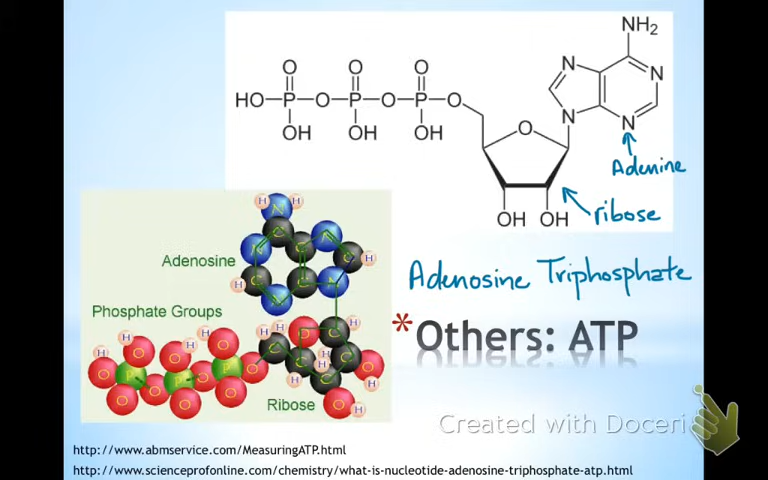 NH2
O O O N N
HO-P-O-P-O-P-O O N N
OH OH OH
Adenine
OH OH ribose
H N H
Adenosine
N C N
C C C H
H C C N
N
Adenosine Triphosphate
Phosphate Groups
*Others: ATP
H O H O H O H H O C H
H O P O P O P O C C C O H
O O O H C H
Ribose O H
Created with Doceri
http://www.abmservice.com/MeasuringATP.html
http://www.scienceprofonline.com/chemistry/what-is-nucleotide-adenosine-triphosphate-atp.html